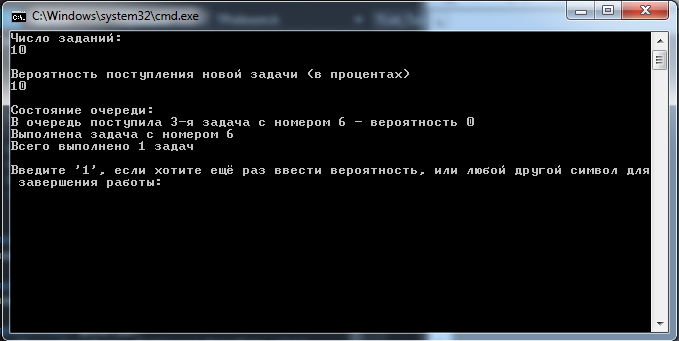 C:\Windows\system32\cmd.exe
Число заданий:
10
Вероятность поступления новой задачи (в процентах)
10
Состояние очереди:
В очередь поступила 3-я задача с номером 6 - вероятность 0
Выполнена задача с номером 6
Всего выполнено 1 задач
Введите '1', если хотите ещё раз ввести вероятность, или любой другой символ для
завершения работы: